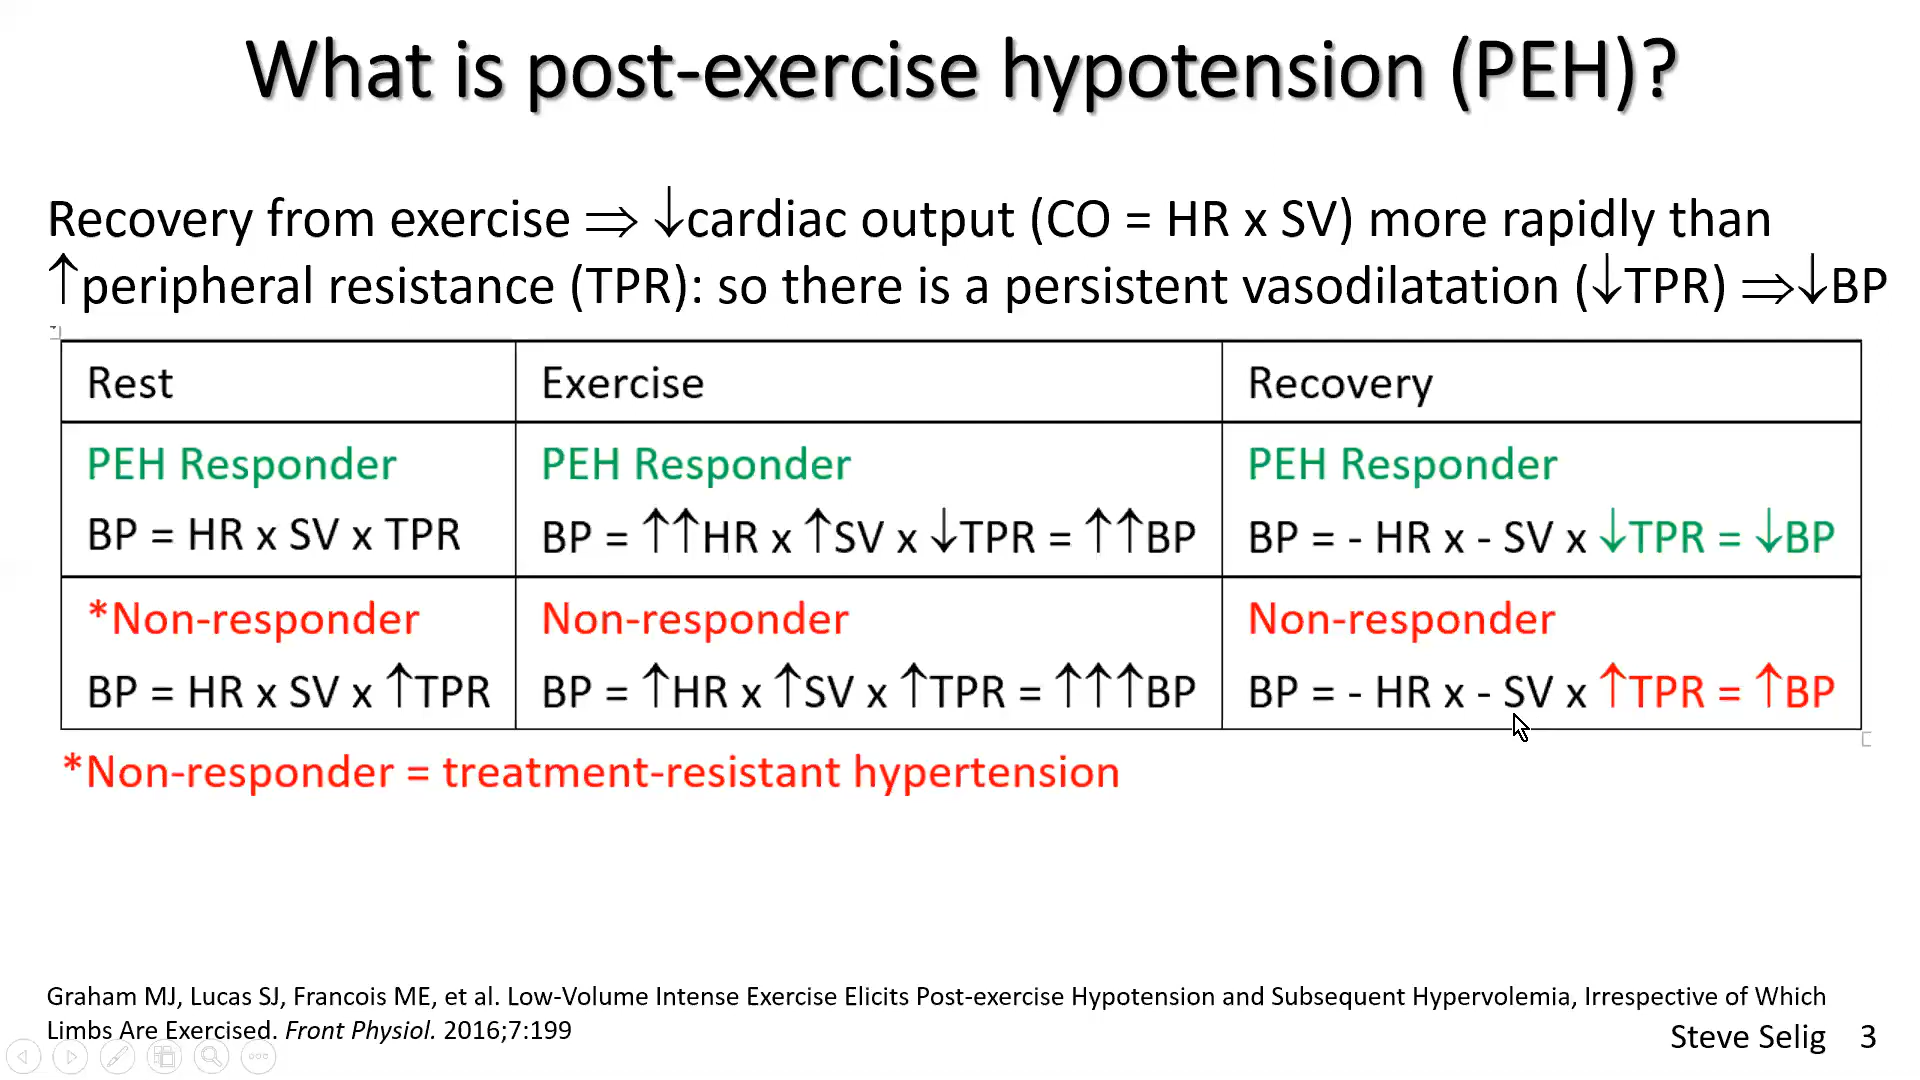 What is post-exercise hypotension (PEH)?
Recovery from exercise ⇒ ↓cardiac output (CO = HR x SV) more rapidly than
↑peripheral resistance (TPR): so there is a persistent vasodilatation (↓TPR) ⇒↓BP
Rest
Exercise
Recovery
PEH Responder
BP = HR x SV x TPR
PEH Responder
BP = ↑↑HR x ↑SV x ↓TPR = ↑↑BP
PEH Responder
BP = - HR x - SV x ↓TPR = ↓BP
*Non-responder
BP = HR x SV x ↑TPR
Non-responder
BP = ↑HR x ↑SV x ↑TPR = ↑↑↑BP
Non-responder
BP = - HR x - SV x ↑TPR = ↑BP
*Non-responder = treatment-resistant hypertension
Graham MJ, Lucas SJ, Francois ME, et al. Low-Volume Intense Exercise Elicits Post-exercise Hypotension and Subsequent Hypervolemia, Irrespective of Which
Limbs Are Exercised. Front Physiol. 2016;7:199
Steve Selig 3